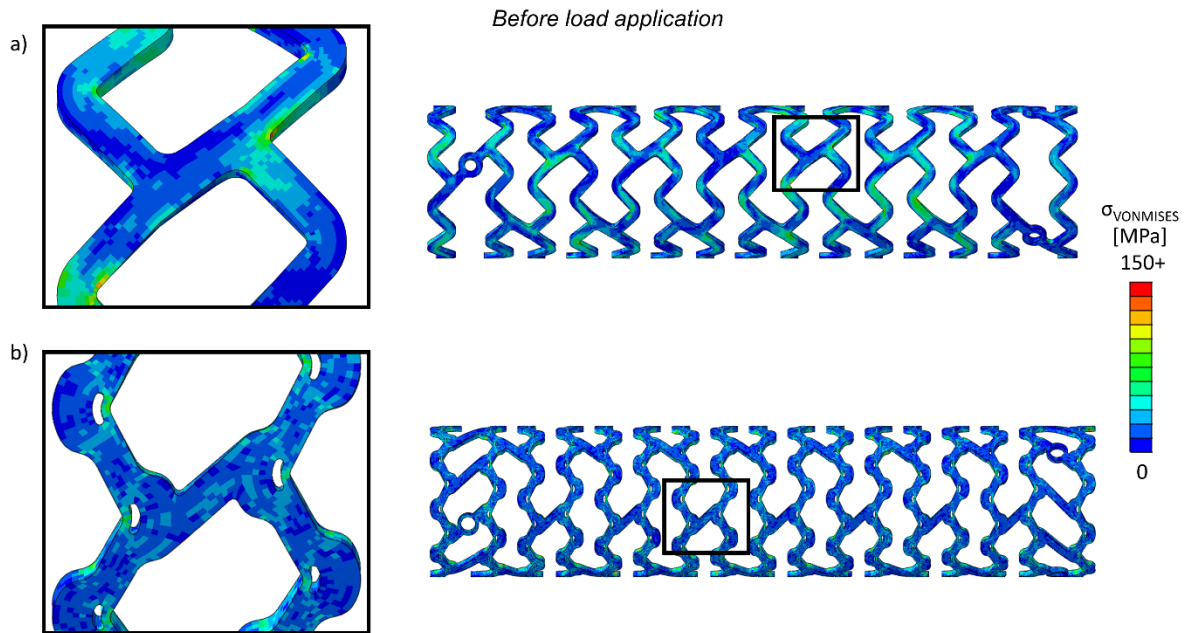 Before load application
a)
σVONMISES
[MPa]
150+
b)
0